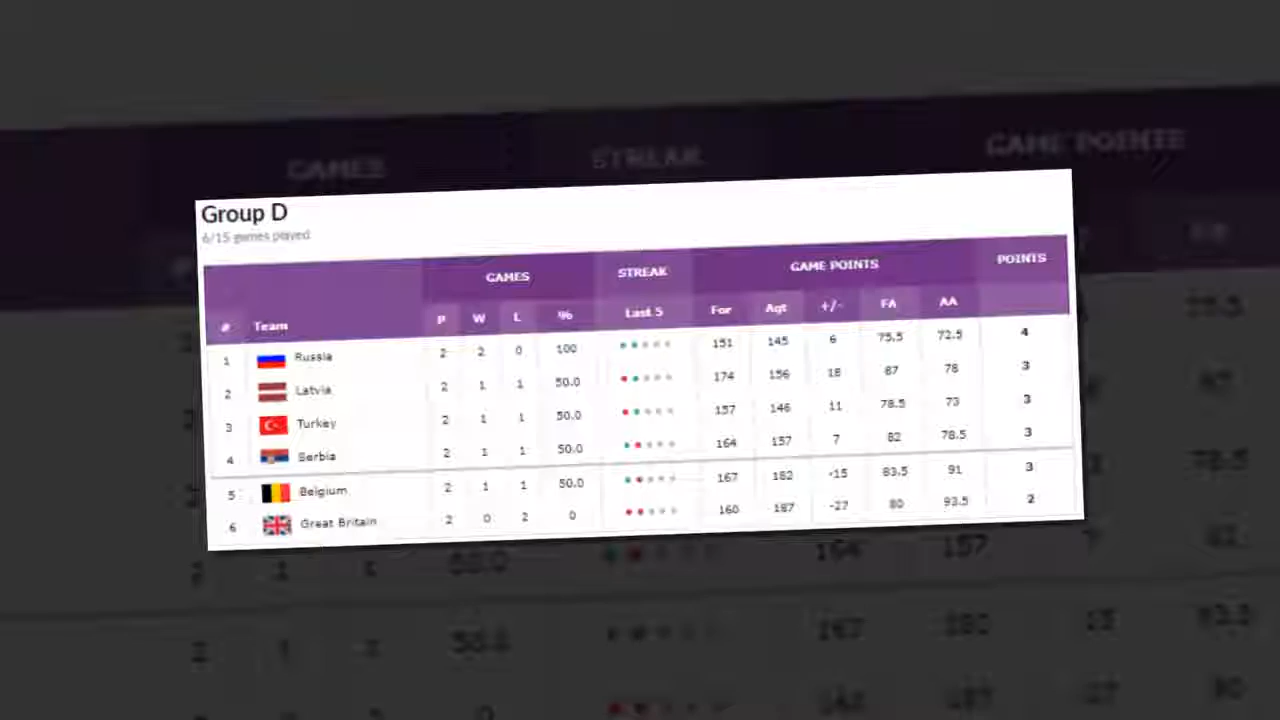 GAMES STREAK GAME POINTS
Group D
6/15 games played
GAMES STREAK GAME POINTS POINTS
# Team P W L % Last 5 For Agt +/- FA AA
1 Russia 2 2 0 100 151 145 6 75.5 72.5 4
2 Latvia 2 1 1 50.0 174 156 18 87 78 3
3 Turkey 2 1 1 50.0 157 146 11 78.5 73 3
4 Serbia 2 1 1 50.0 164 157 7 82 78.5 3
5 Belgium 2 1 1 50.0 167 182 -15 83.5 91 3
6 Great Britain 2 0 2 0 160 187 -27 80 93.5 2